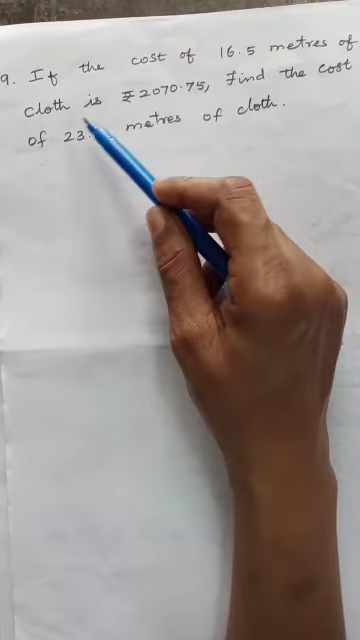 9. If the cost of 16.5 metres of
cloth is ₹2070.75, find the cost
of 23. metres of cloth.